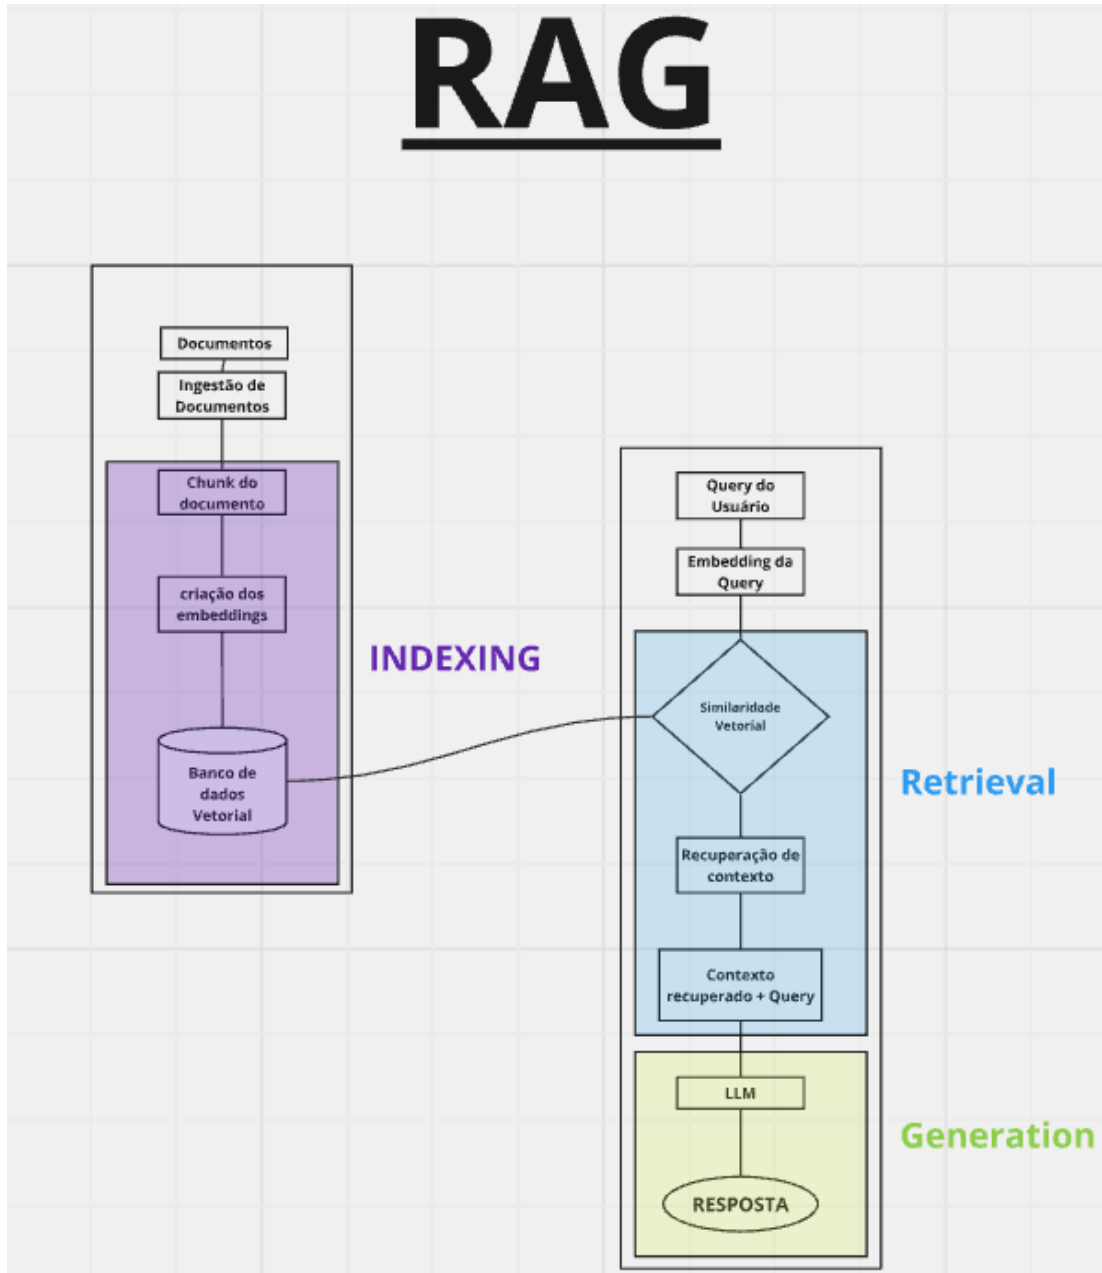 RAG
Documentos
Ingestão de
Documentos
Chunk do
documento
criação dos
embeddings
Banco de
dados
Vetorial
INDEXING
Query do
Usuário
Embedding da
Query
Similaridade
Vetorial
Recuperação de
contexto
Contexto
recuperado + Query
Retrieval
LLM
RESPOSTA
Generation